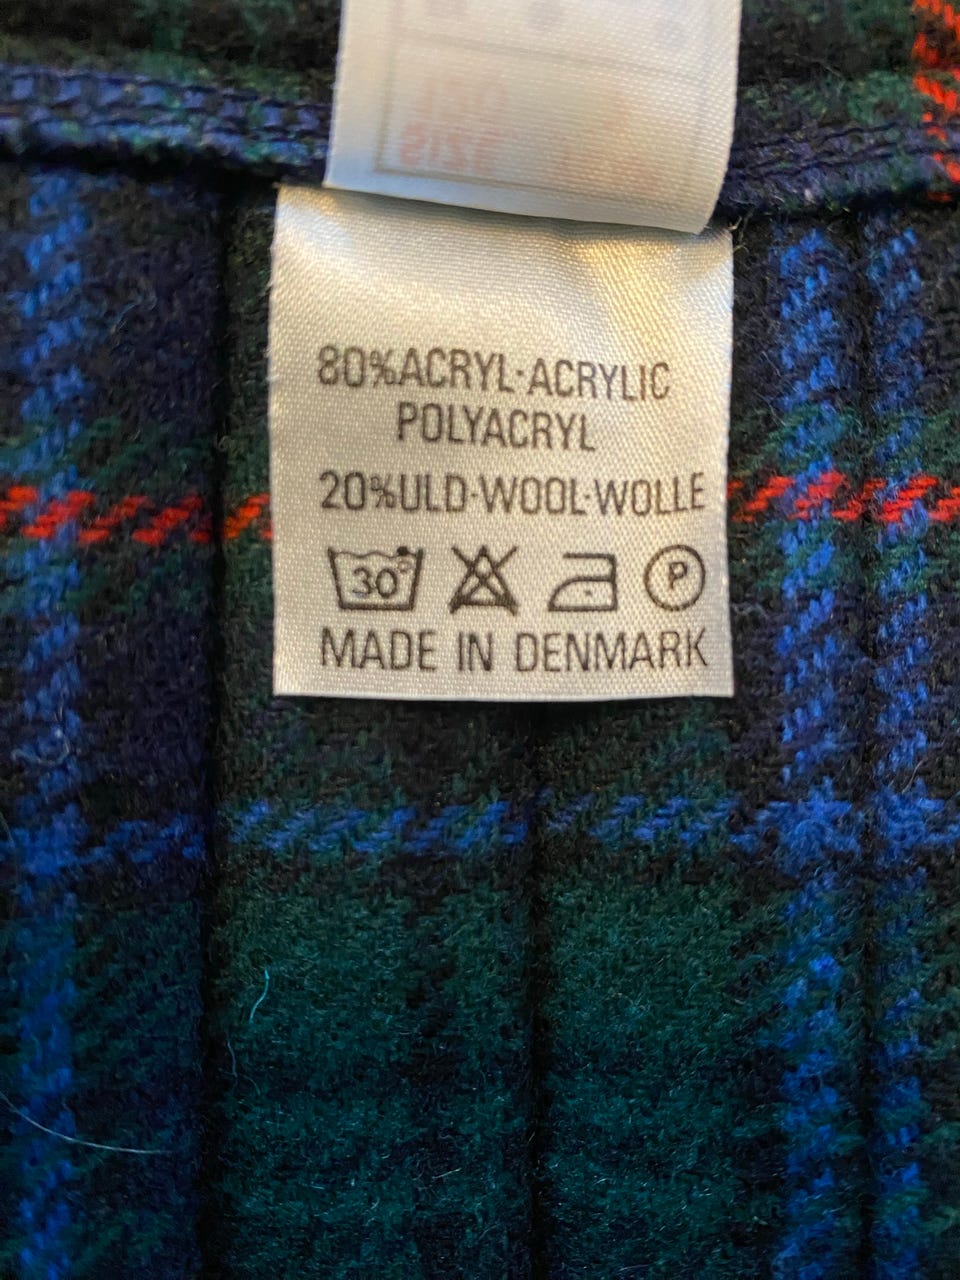 80%ACRYL·ACRYLIC
POLYACRYL
20%ULD·WOOL·WOLLE
30° P
MADE IN DENMARK